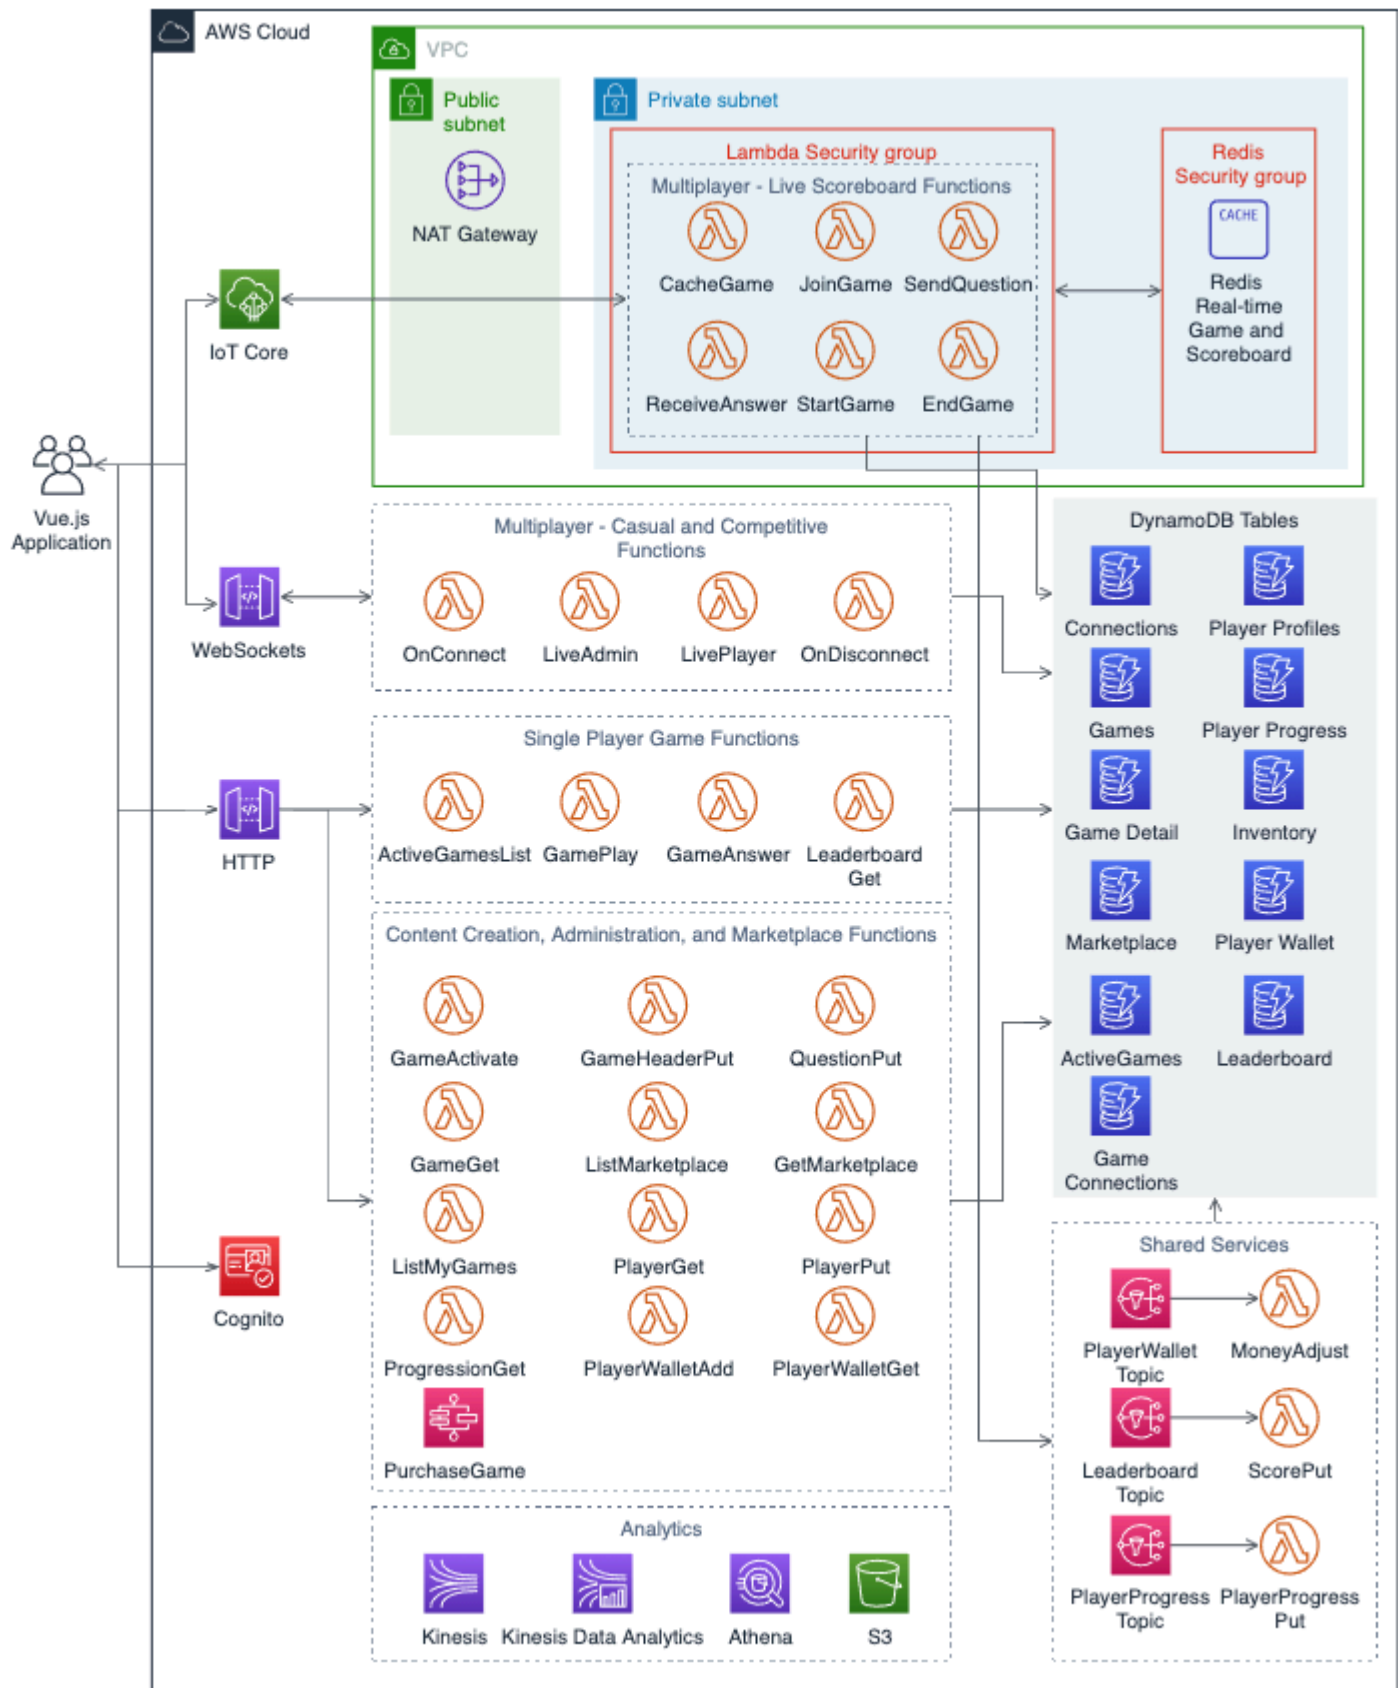 AWS Cloud
VPC
Public
subnet
NAT Gateway
Private subnet
Lambda Security group
Multiplayer - Live Scoreboard Functions
CacheGame
JoinGame
SendQuestion
ReceiveAnswer
StartGame
EndGame
Redis
Security group
CACHE
Redis
Real-time
Game and
Scoreboard
IoT Core
Vue.js
Application
WebSockets
HTTP
Cognito
Multiplayer - Casual and Competitive
Functions
OnConnect
LiveAdmin
LivePlayer
OnDisconnect
Single Player Game Functions
ActiveGamesList
GamePlay
GameAnswer
Leaderboard
Get
Content Creation, Administration, and Marketplace Functions
GameActivate
GameHeaderPut
QuestionPut
GameGet
ListMarketplace
GetMarketplace
ListMyGames
PlayerGet
PlayerPut
ProgressionGet
PlayerWalletAdd
PlayerWalletGet
PurchaseGame
Analytics
Kinesis
Kinesis Data Analytics
Athena
S3
DynamoDB Tables
Connections
Player Profiles
Games
Player Progress
Game Detail
Inventory
Marketplace
Player Wallet
ActiveGames
Leaderboard
Game
Connections
Shared Services
PlayerWallet
Topic
MoneyAdjust
Leaderboard
Topic
ScorePut
PlayerProgress
Topic
PlayerProgress
Put